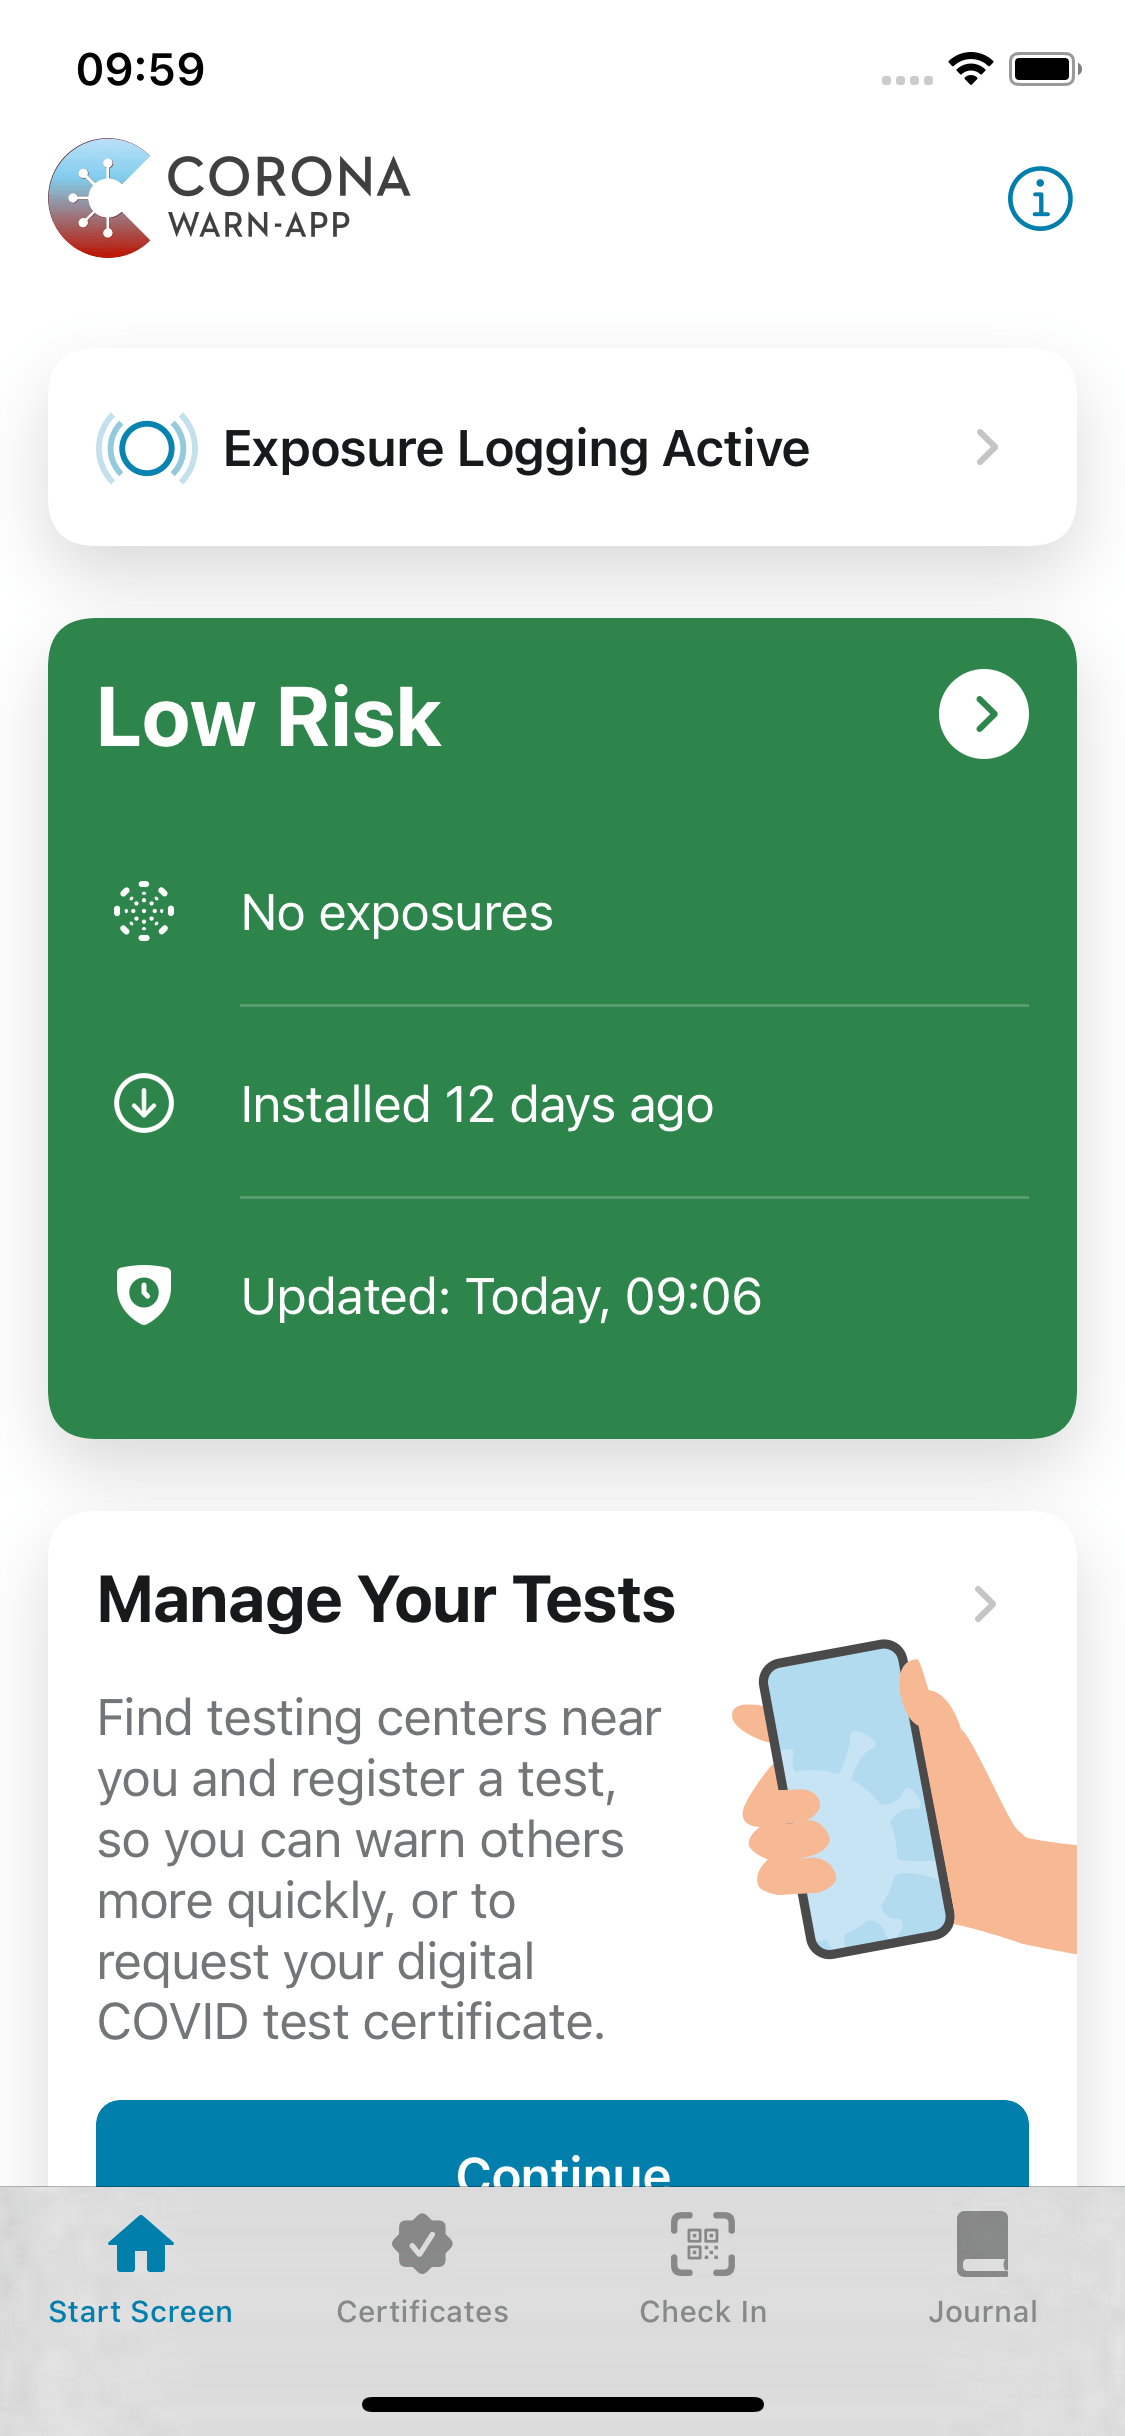 09:59
CORONA
WARN-APP
Exposure Logging Active
Low Risk
No exposures
Installed 12 days ago
Updated: Today, 09:06
Manage Your Tests
Find testing centers near
you and register a test,
so you can warn others
more quickly, or to
request your digital
COVID test certificate.
Continue
Start Screen
Certificates
Check In
Journal